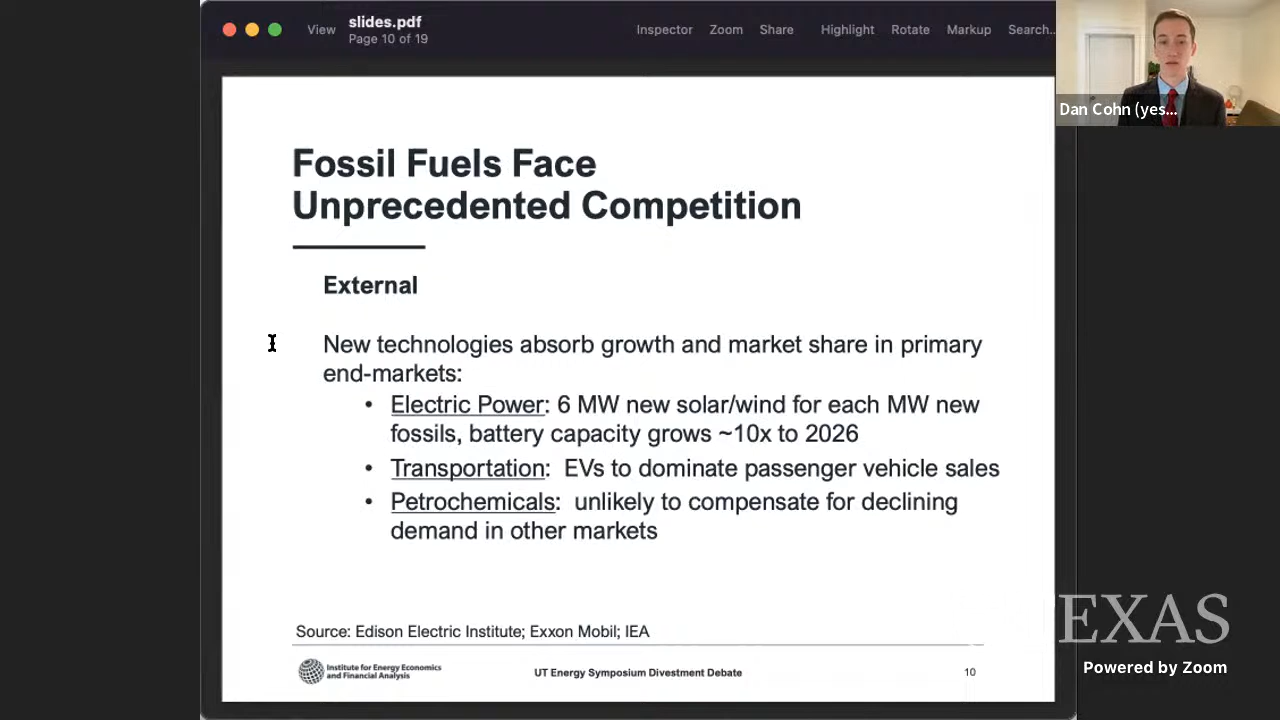 View
slides.pdf
Page 10 of 19
Inspector
Zoom
Share
Highlight
Rotate
Markup
Search..
Dan Cohn (yes...
Fossil Fuels Face
Unprecedented Competition
External
New technologies absorb growth and market share in primary
end-markets:
• Electric Power: 6 MW new solar/wind for each MW new
fossils, battery capacity grows ~10x to 2026
• Transportation: EVs to dominate passenger vehicle sales
• Petrochemicals: unlikely to compensate for declining
demand in other markets
Source: Edison Electric Institute; Exxon Mobil; IEA
Institute for Energy Economics
and Financial Analysis
UT Energy Symposium Divestment Debate
10
EXAS
Powered by Zoom